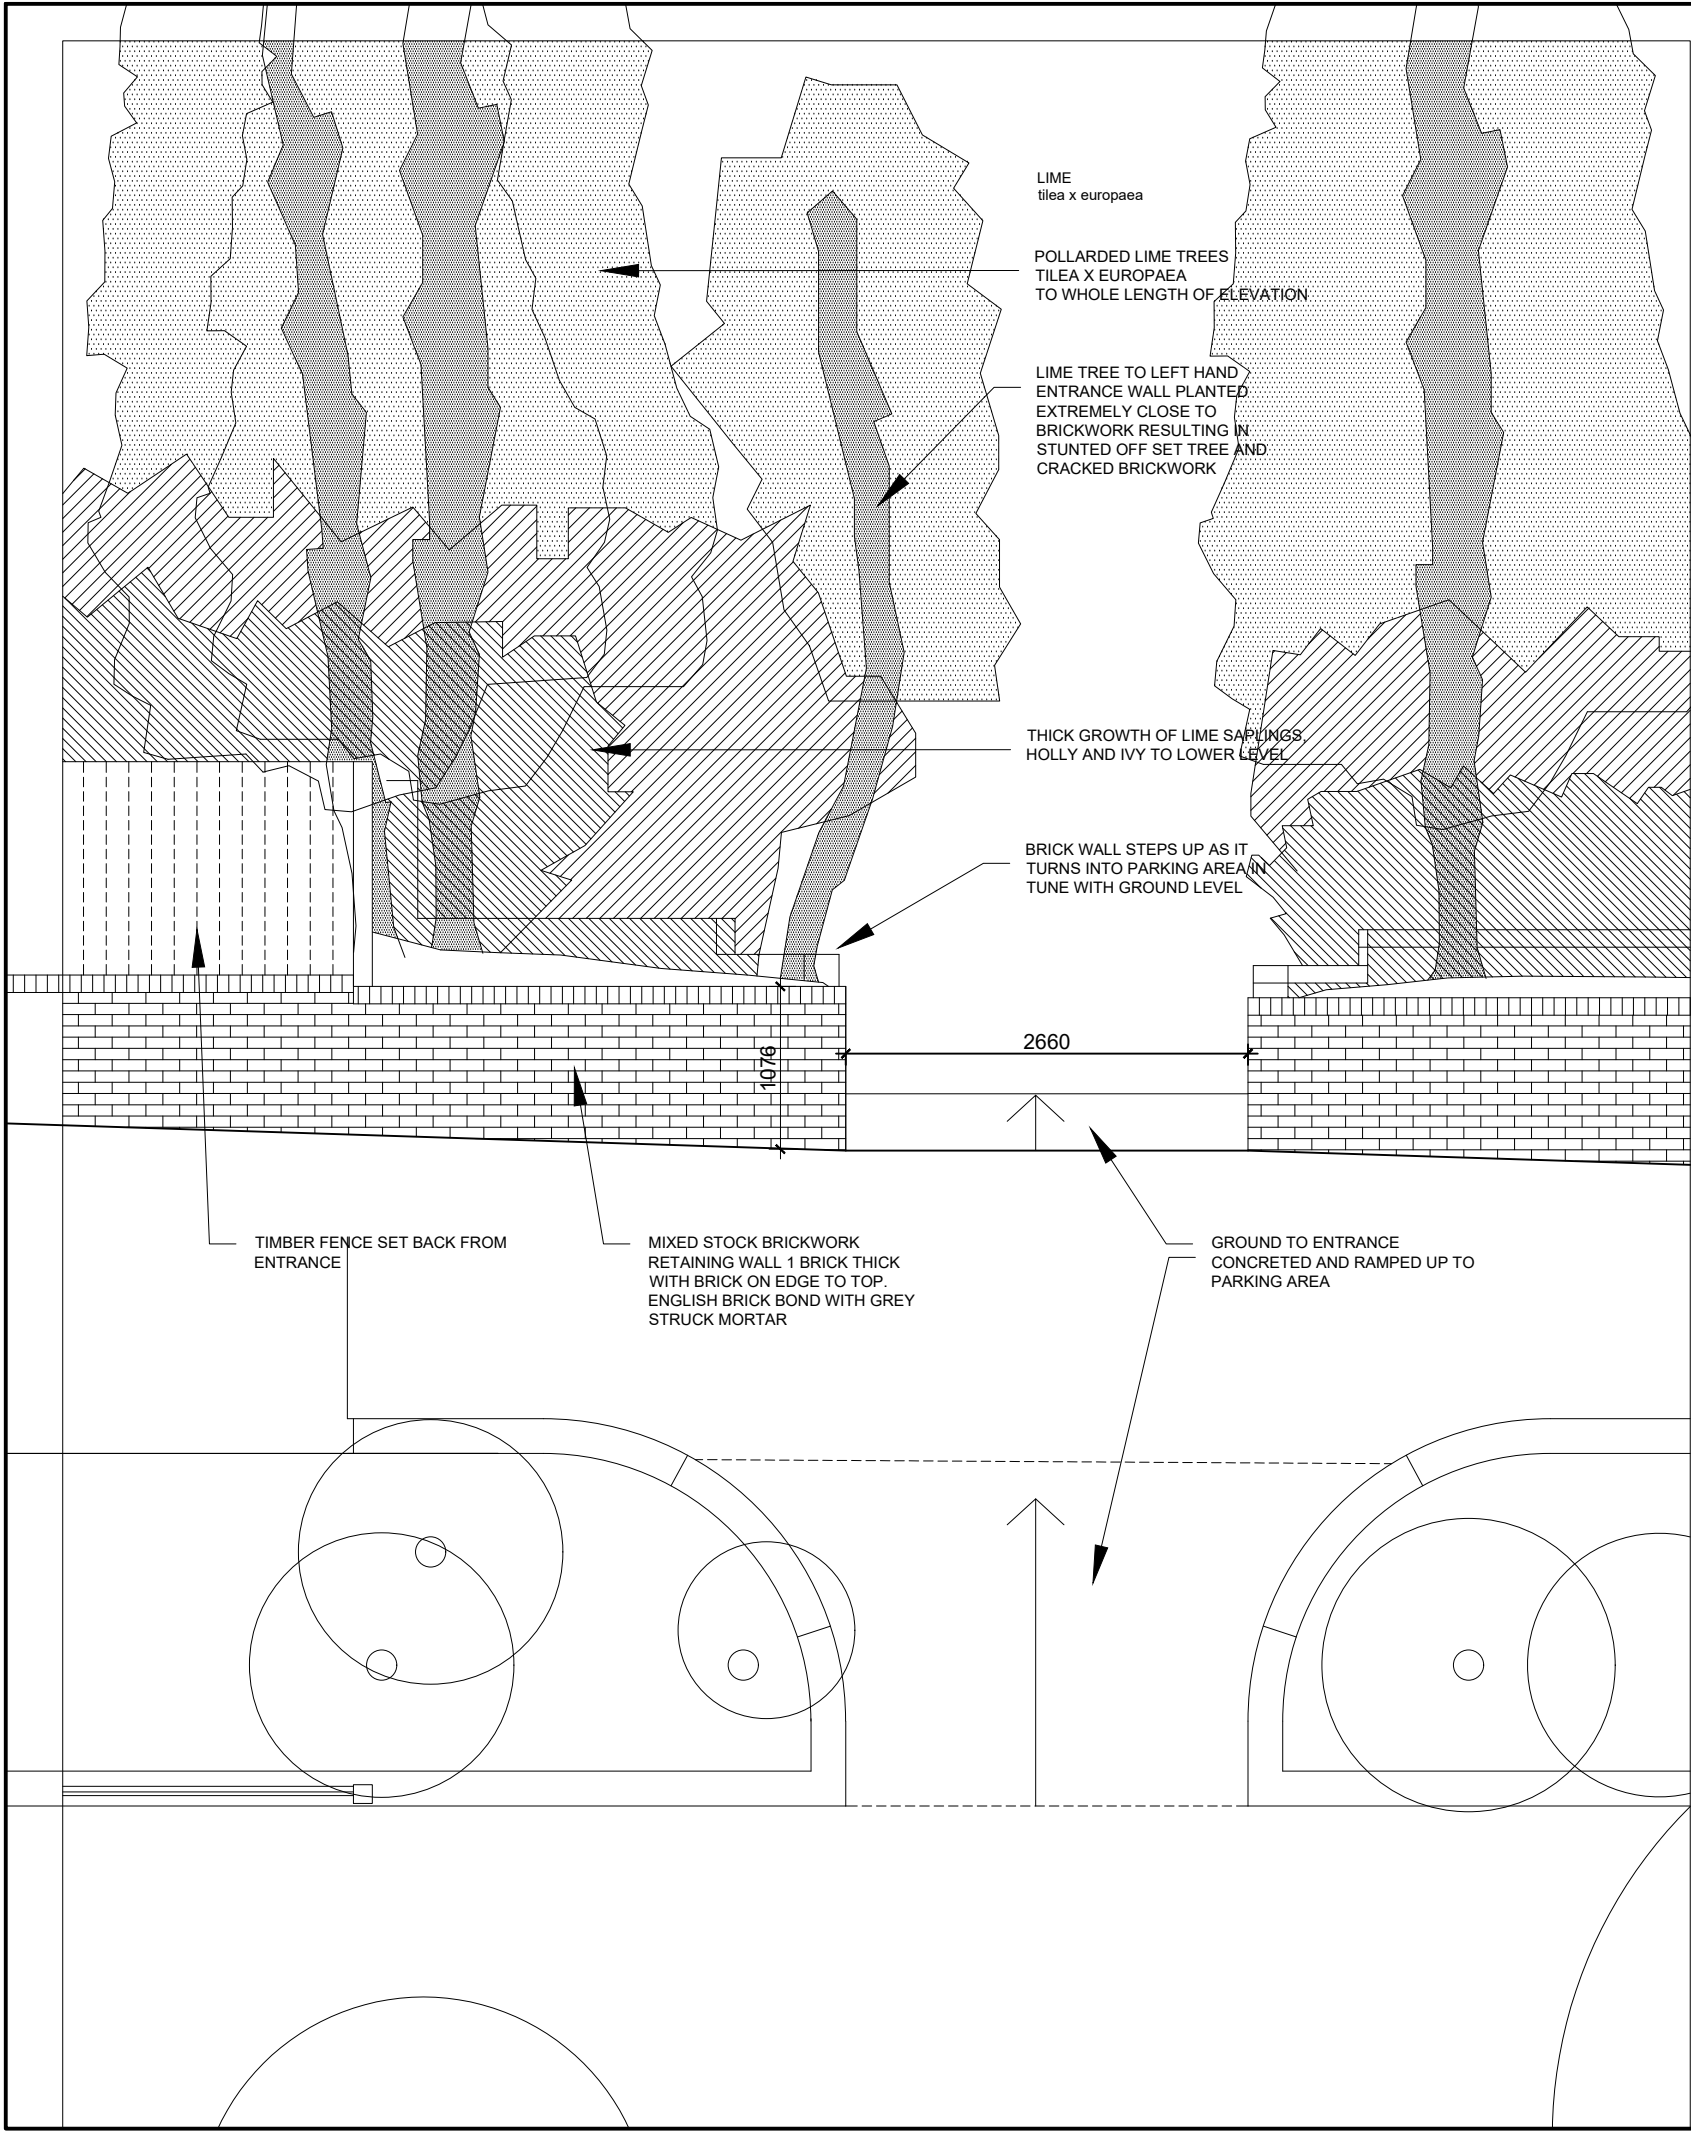 LIME
tilea x europaea
POLLARDED LIME TREES
TILEA X EUROPAEA
TO WHOLE LENGTH OF ELEVATION
LIME TREE TO LEFT HAND
ENTRANCE WALL PLANTED
EXTREMELY CLOSE TO
BRICKWORK RESULTING IN
STUNTED OFF SET TREE AND
CRACKED BRICKWORK
THICK GROWTH OF LIME SAPLINGS,
HOLLY AND IVY TO LOWER LEVEL
BRICK WALL STEPS UP AS IT
TURNS INTO PARKING AREA IN
TUNE WITH GROUND LEVEL
2660
1076
TIMBER FENCE SET BACK FROM
ENTRANCE
MIXED STOCK BRICKWORK
RETAINING WALL 1 BRICK THICK
WITH BRICK ON EDGE TO TOP.
ENGLISH BRICK BOND WITH GREY
STRUCK MORTAR
GROUND TO ENTRANCE
CONCRETED AND RAMPED UP TO
PARKING AREA